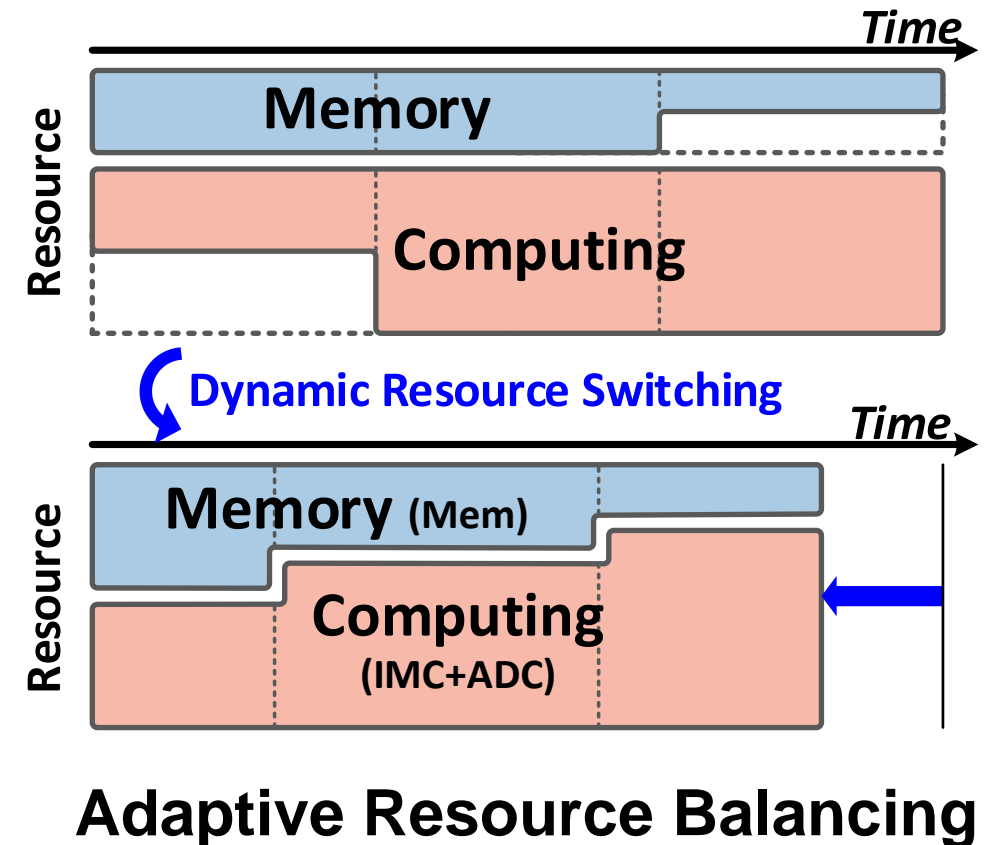 Time
Resource
Memory
Computing
Dynamic Resource Switching
Time
Resource
Memory (Mem)
Computing
(IMC+ADC)
Adaptive Resource Balancing